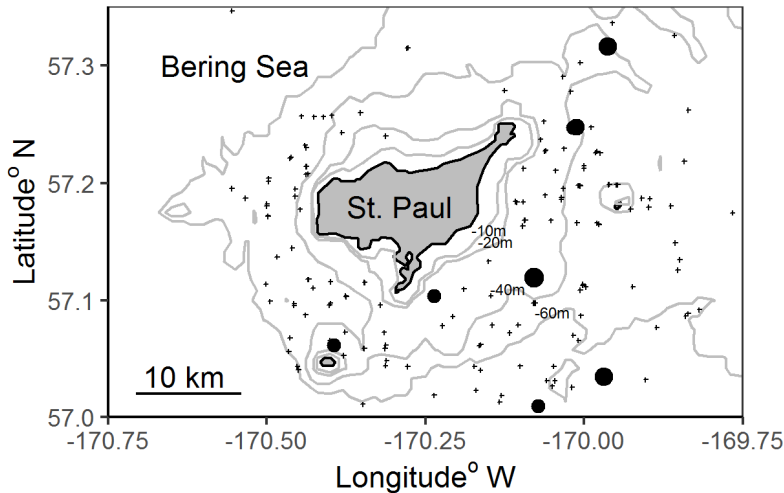 57.3
Bering Sea
57.2
Latitude° N
St. Paul
-10m
-20m
57.1
-40m
-60m
10 km
57.0
-170.75 -170.50 -170.25 -170.00 -169.75
Longitude° W